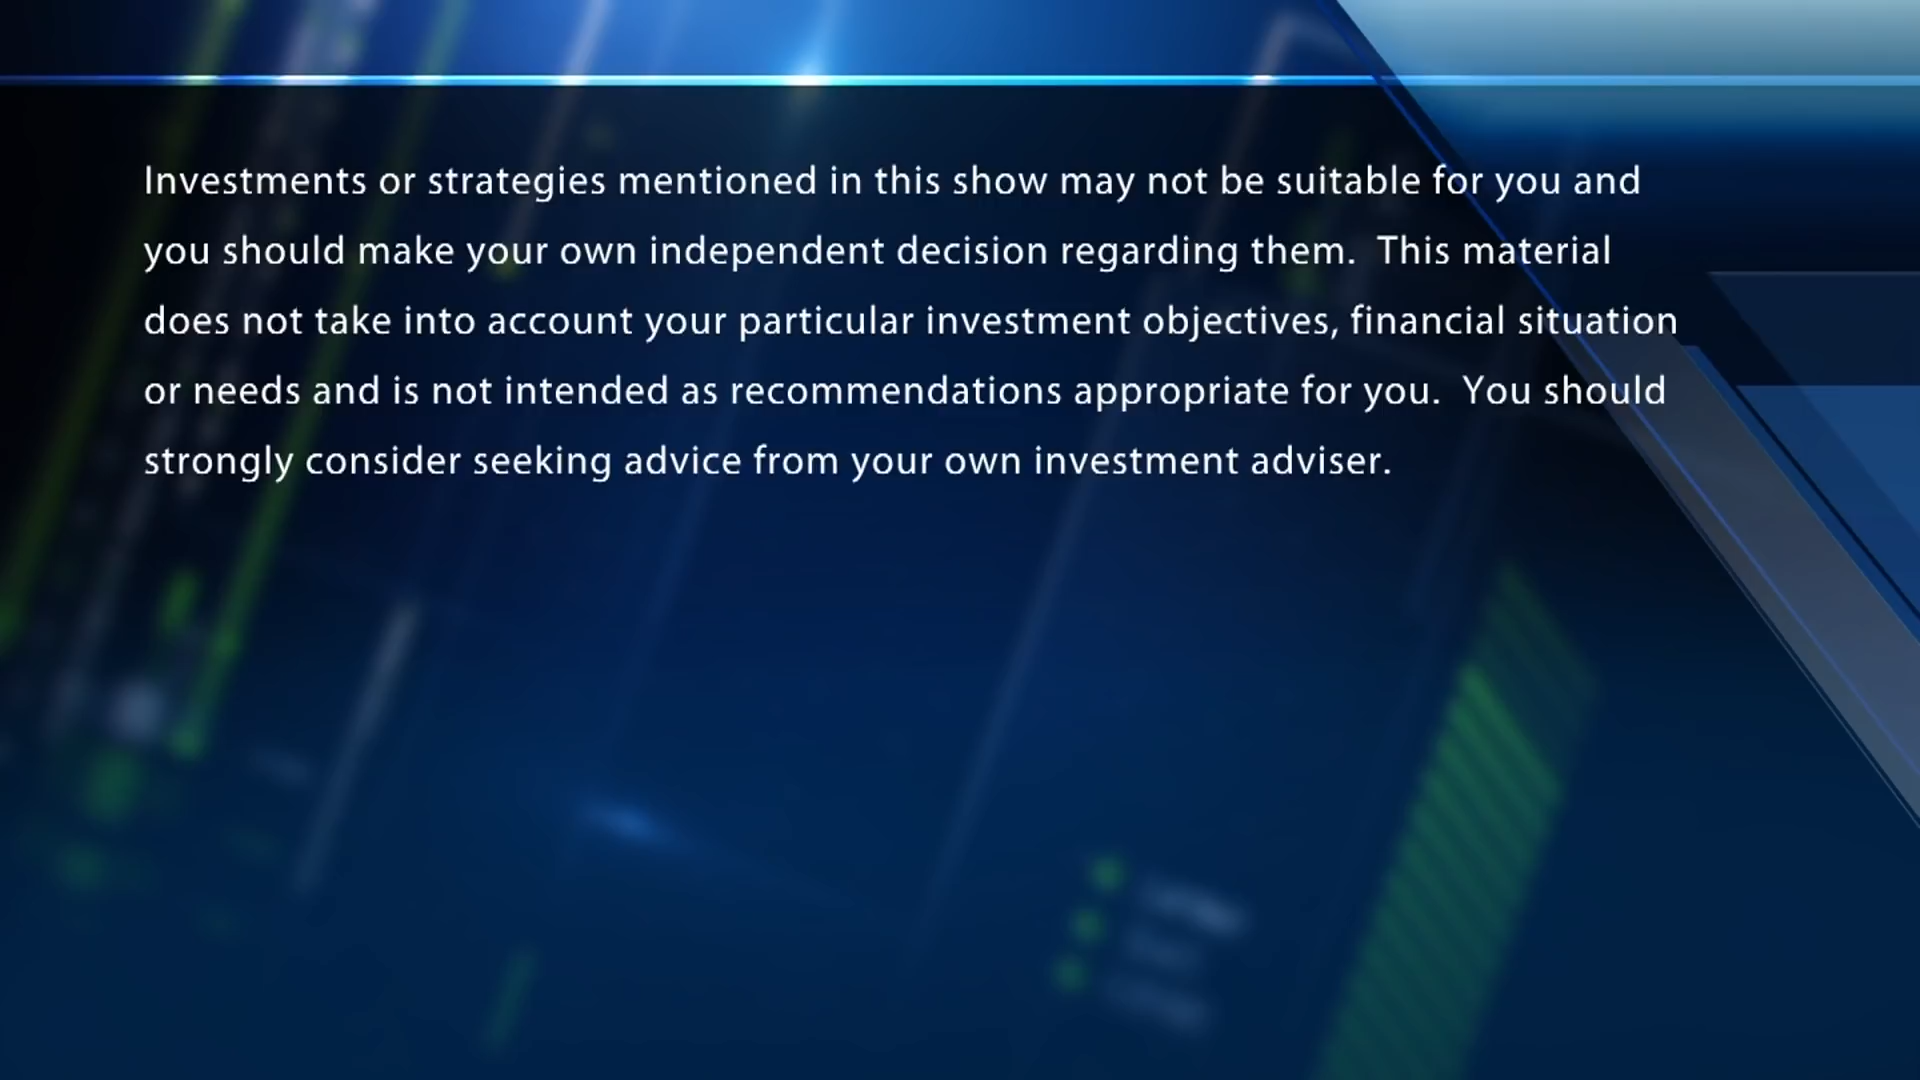 Investments or strategies mentioned in this show may not be suitable for you and
you should make your own independent decision regarding them.  This material
does not take into account your particular investment objectives, financial situation
or needs and is not intended as recommendations appropriate for you.  You should
strongly consider seeking advice from your own investment adviser.